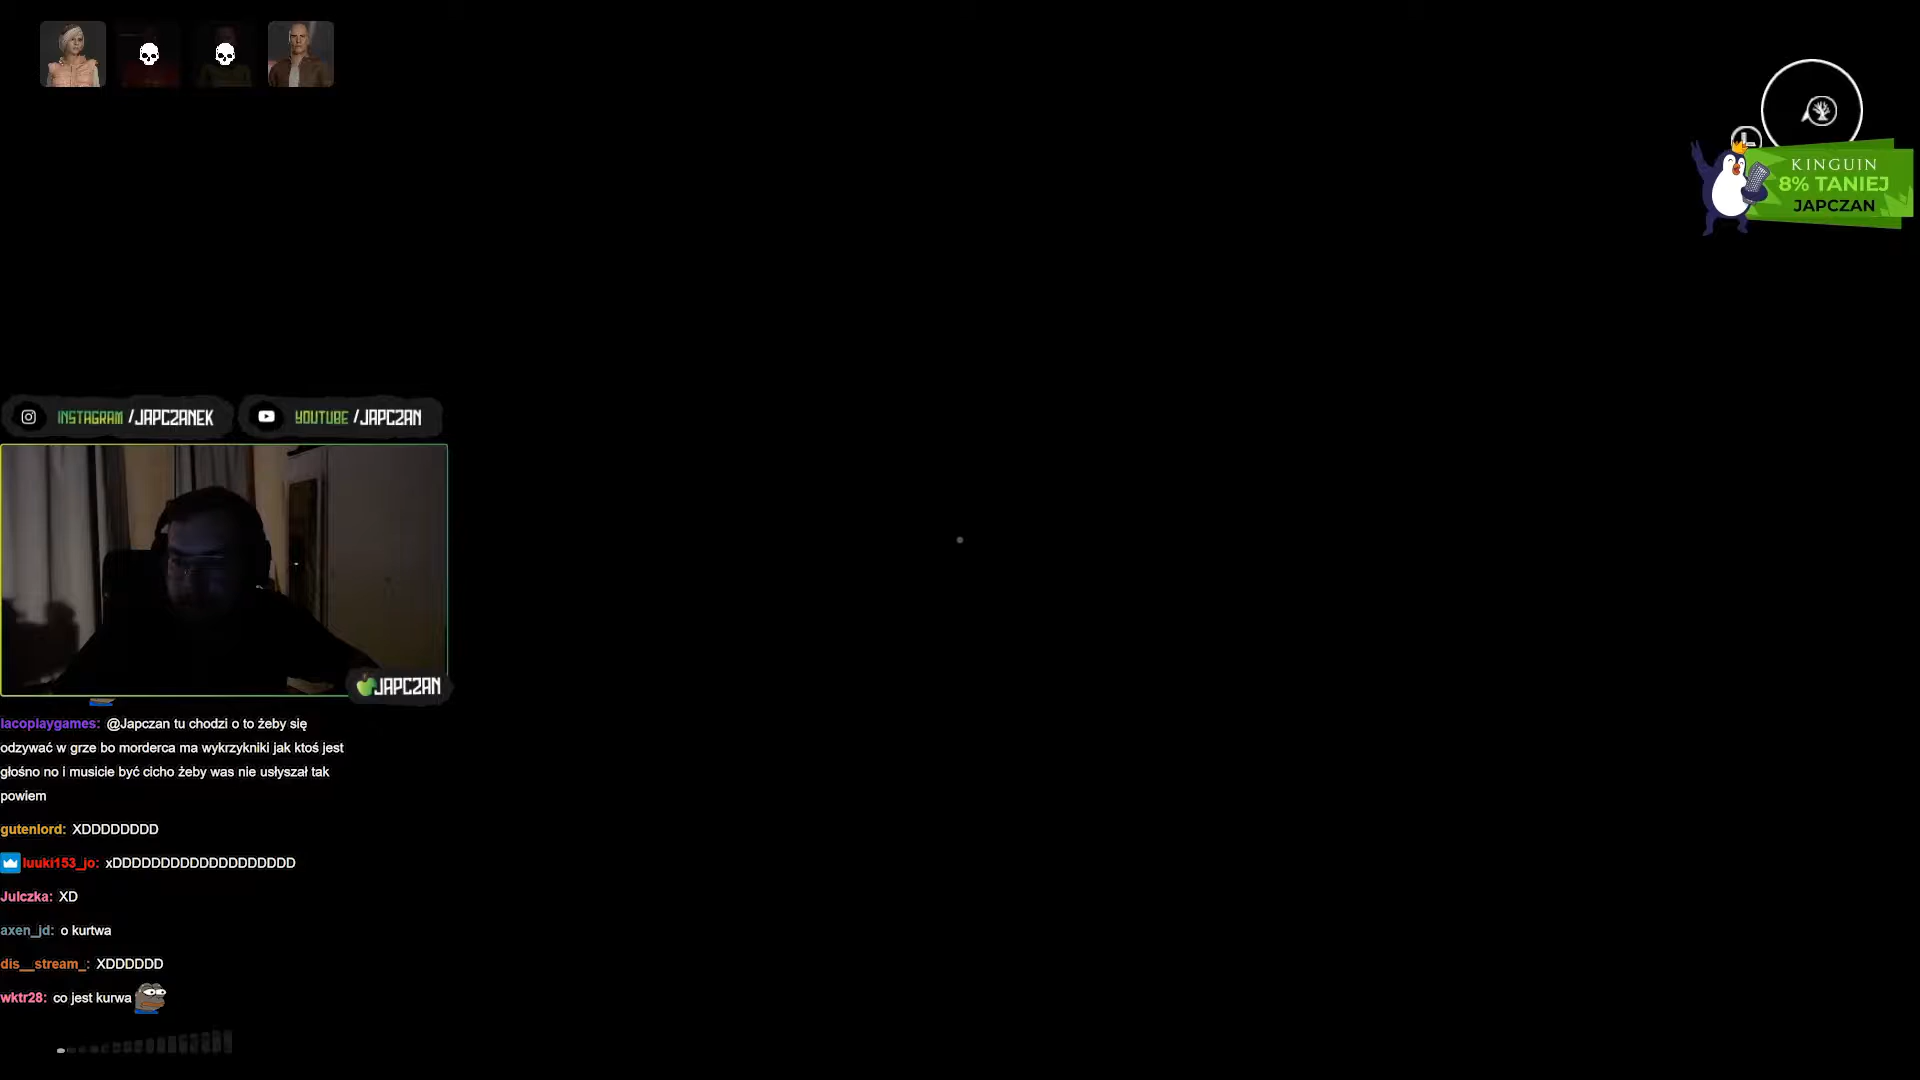 KINGUIN
8% TANIEJ
JAPCZAN
INSTAGRAM /JAPCZANEK
YOUTUBE /JAPCZAN
JAPCZAN
lacoplaygames: @Japczan tu chodzi o to żeby się
odzywać w grze bo morderca ma wykrzykniki jak ktoś jest
głośno no i musicie być cicho żeby was nie usłyszał tak
powiem
gutenlord: XDDDDDDDD
luuki153_jo: xDDDDDDDDDDDDDDDDDDD
Julczka: XD
axen_jd: o kurtwa
dis__stream_: XDDDDDD
wktr28: co jest kurwa